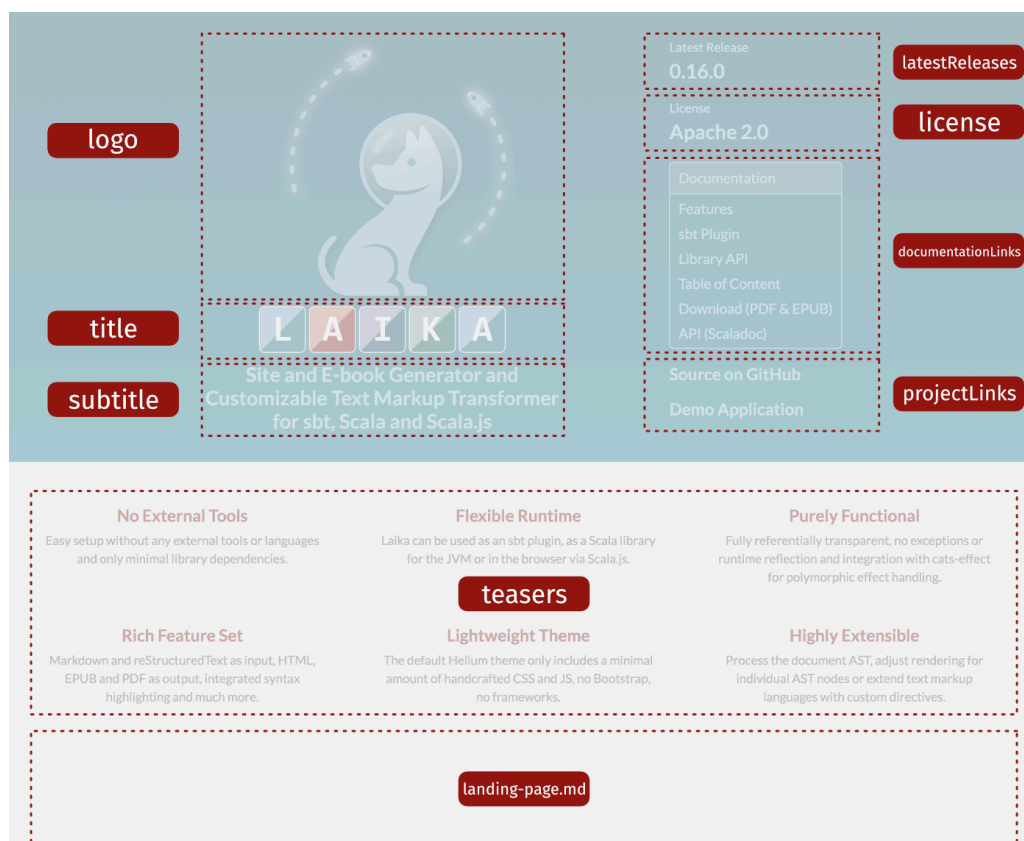 logo
title
subtitle
L A I K A
Site and E-book Generator and
Customizable Text Markup Transformer
for sbt, Scala and Scala.js
Latest Release
0.16.0
latestReleases
License
Apache 2.0
license
Documentation
Features
sbt Plugin
Library API
Table of Content
Download (PDF & EPUB)
API (Scaladoc)
documentationLinks
Source on GitHub
Demo Application
projectLinks
No External Tools
Easy setup without any external tools or languages
and only minimal library dependencies.
Flexible Runtime
Laika can be used as an sbt plugin, as a Scala library
for the JVM or in the browser via Scala.js.
Purely Functional
Fully referentially transparent, no exceptions or
runtime reflection and integration with cats-effect
for polymorphic effect handling.
teasers
Rich Feature Set
Markdown and reStructuredText as input, HTML,
EPUB and PDF as output, integrated syntax
highlighting and much more.
Lightweight Theme
The default Helium theme only includes a minimal
amount of handcrafted CSS and JS, no Bootstrap,
no frameworks.
Highly Extensible
Process the document AST, adjust rendering for
individual AST nodes or extend text markup
languages with custom directives.
landing-page.md